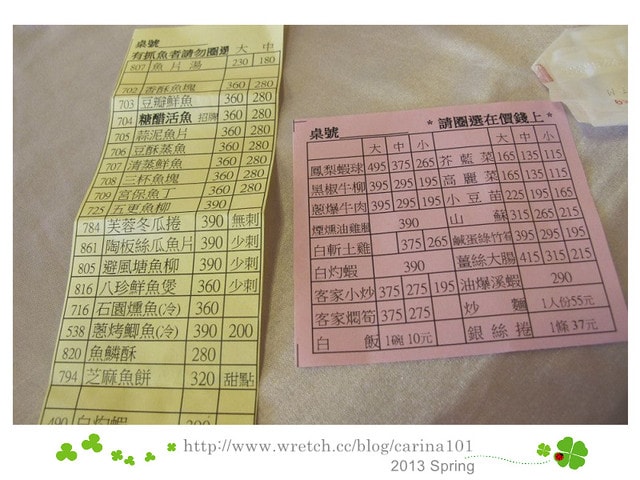 桌號
有抓魚者請勿圈選 大 中
807 魚片湯 230 180
702 香酥魚塊 360 280
703 豆瓣鮮魚 360 280
704 糖醋活魚 招牌 360 280
705 蒜泥魚片 360 280
706 豆酥蒸魚 360 280
707 清蒸鮮魚 360 280
708 三杯魚塊 360 280
709 宮保魚丁 360 280
728 五更魚柳 390
784 芙蓉冬瓜捲 390 無刺
861 陶板絲瓜魚片 390 少刺
805 避風塘魚柳 390 少刺
816 八珍鮮魚煲 360 少刺
716 石園燻魚(冷) 360
538 蔥烤鯽魚(冷) 390 200
820 魚鱗酥 280
794 芝麻魚餅 320 甜點
490 白灼蝦
桌號 * 請圈選在價錢上 *
大 中 小 大 中 小
鳳梨蝦球 495 375 265 芥藍菜 165 135 115
黑椒牛柳 395 295 195 高麗菜 165 135 115
蔥爆牛肉 395 295 195 小豆苗 225 195 165
煙燻油雞腿 390 山蘇 315 265 215
白斬土雞 375 265 鹹蛋絲竹筍 395 295 195
白灼蝦 390 薑絲大腸 415 315 215
客家小炒 375 275 195 油爆溪蝦 290
客家燜筍 375 275 炒麵 1人份55元
白飯 1碗10元 銀絲捲 1條37元
http://www.wretch.cc/blog/carina101
2013 Spring